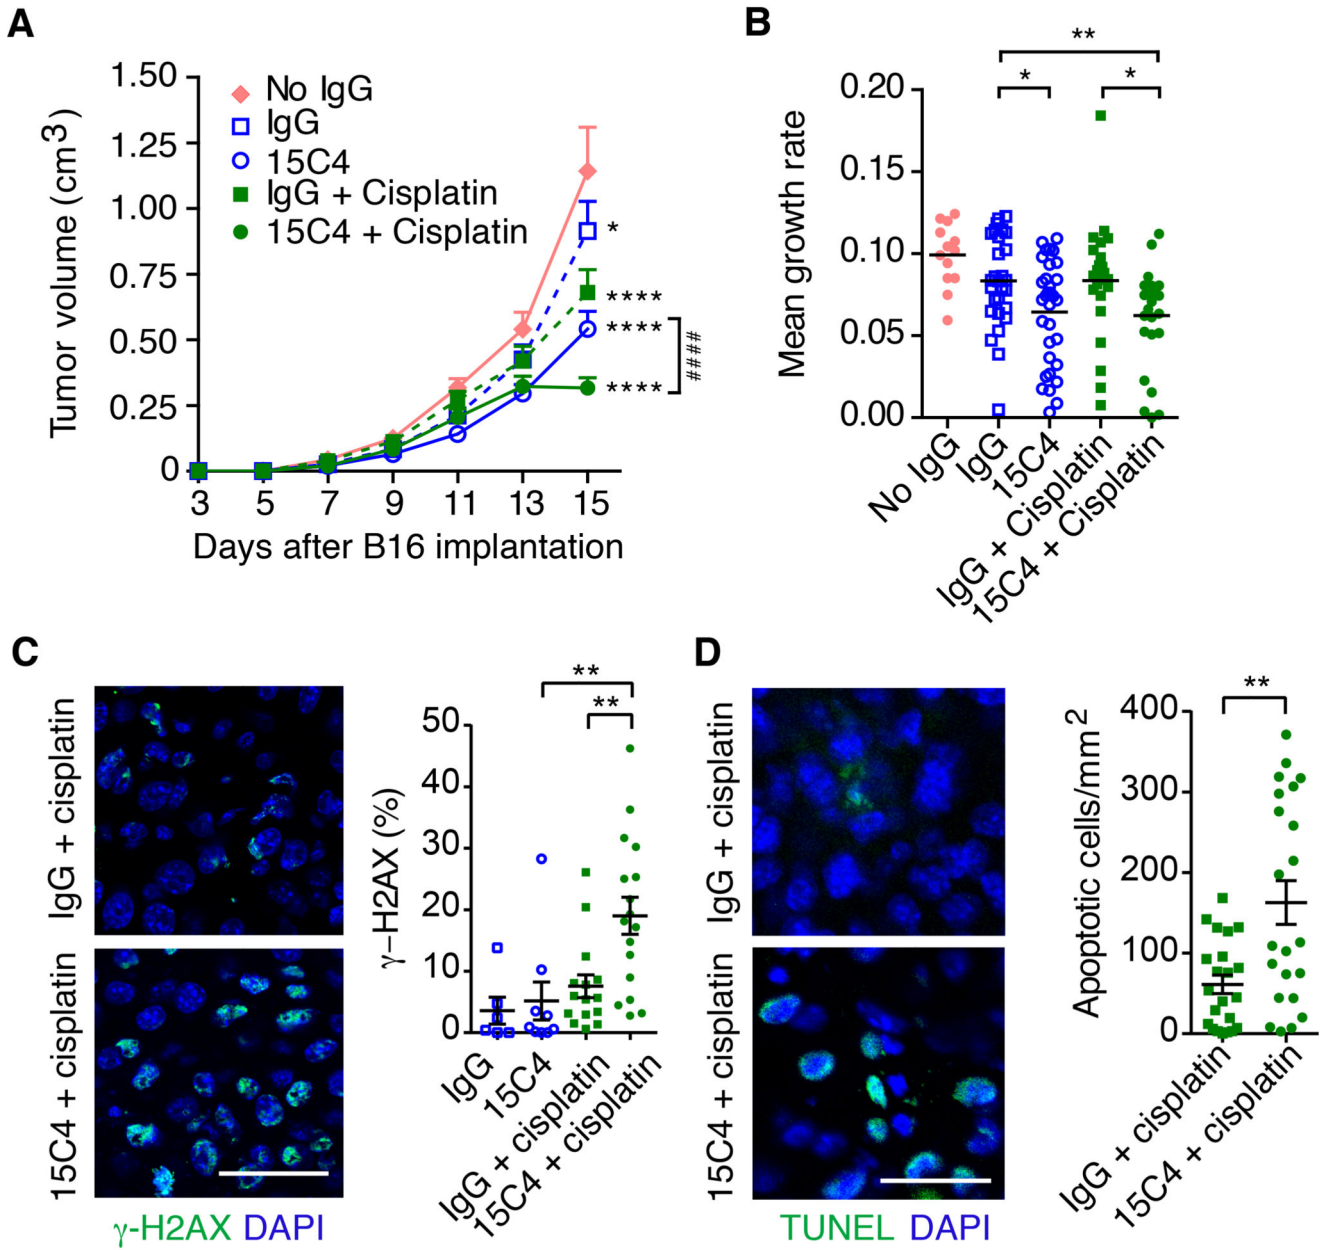 A
Tumor volume (cm3)
1.50
1.25
1.00
0.75
0.50
0.25
0
No IgG
IgG
15C4
IgG + Cisplatin
15C4 + Cisplatin
*
****
****
****
####
3 5 7 9 11 13 15
Days after B16 implantation
B
Mean growth rate
0.20
0.15
0.10
0.05
0.00
**
* *
No IgG
IgG
15C4
IgG + Cisplatin
15C4 + Cisplatin
C
IgG + cisplatin
15C4 + cisplatin
γ-H2AX DAPI
γ–H2AX (%)
50
40
30
20
10
0
**
**
IgG
15C4
IgG + cisplatin
15C4 + cisplatin
D
IgG + cisplatin
15C4 + cisplatin
TUNEL DAPI
Apoptotic cells/mm2
400
300
200
100
0
**
IgG + cisplatin
15C4 + cisplatin